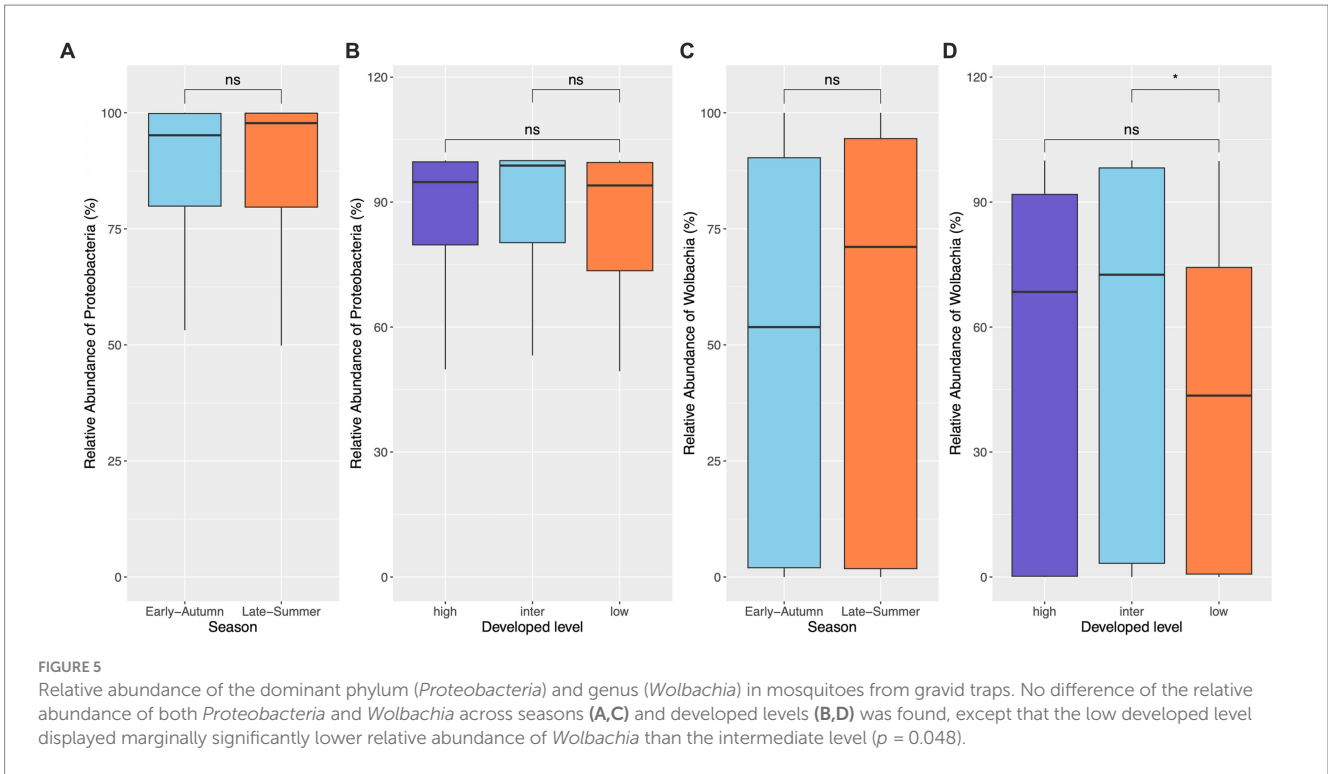 A
ns
Relative Abundance of Proteobacteria (%)
100
75
50
25
0
Early−Autumn Late−Summer
Season
B
ns
ns
Relative Abundance of Proteobacteria (%)
120
90
60
30
0
high inter low
Developed level
C
ns
Relative Abundance of Wolbachia (%)
100
75
50
25
0
Early−Autumn Late−Summer
Season
D
*
ns
Relative Abundance of Wolbachia (%)
120
90
60
30
0
high inter low
Developed level
FIGURE 5
Relative abundance of the dominant phylum (Proteobacteria) and genus (Wolbachia) in mosquitoes from gravid traps. No difference of the relative
abundance of both Proteobacteria and Wolbachia across seasons (A,C) and developed levels (B,D) was found, except that the low developed level
displayed marginally significantly lower relative abundance of Wolbachia than the intermediate level (p = 0.048).